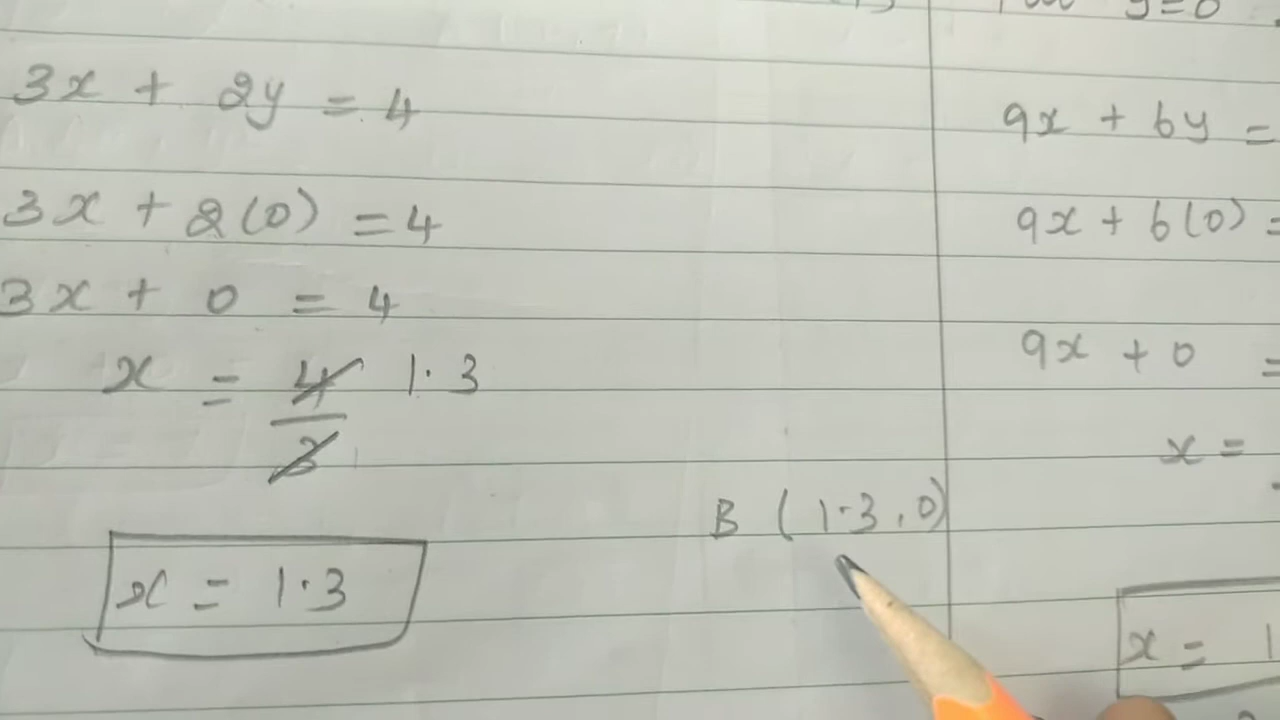 3x + 2y = 4
3x + 2(0) = 4
3x + 0 = 4
x = 4/3 1.3
x = 1.3
B (1.3, 0)
y=0
9x + 6y =
9x + 6(0) =
9x + 0 =
x =
x = 1